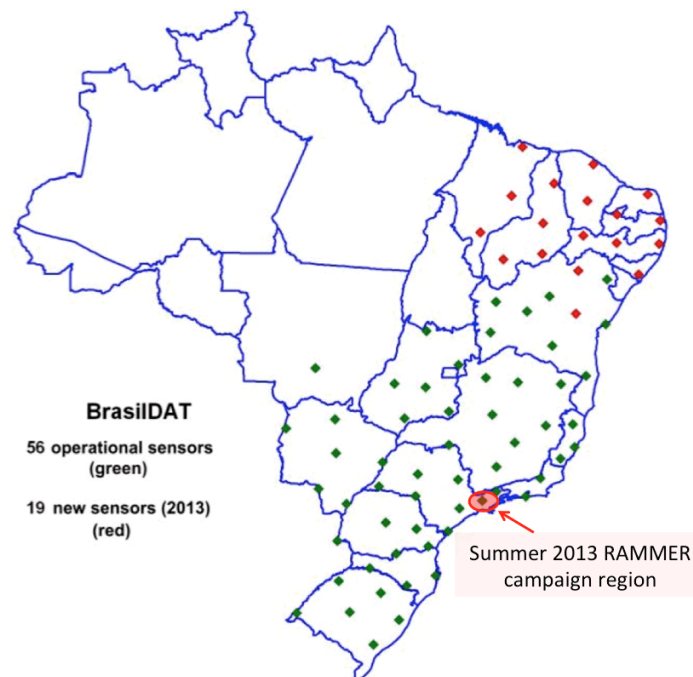 BrasilDAT
56 operational sensors
(green)
19 new sensors (2013)
(red)
Summer 2013 RAMMER
campaign region